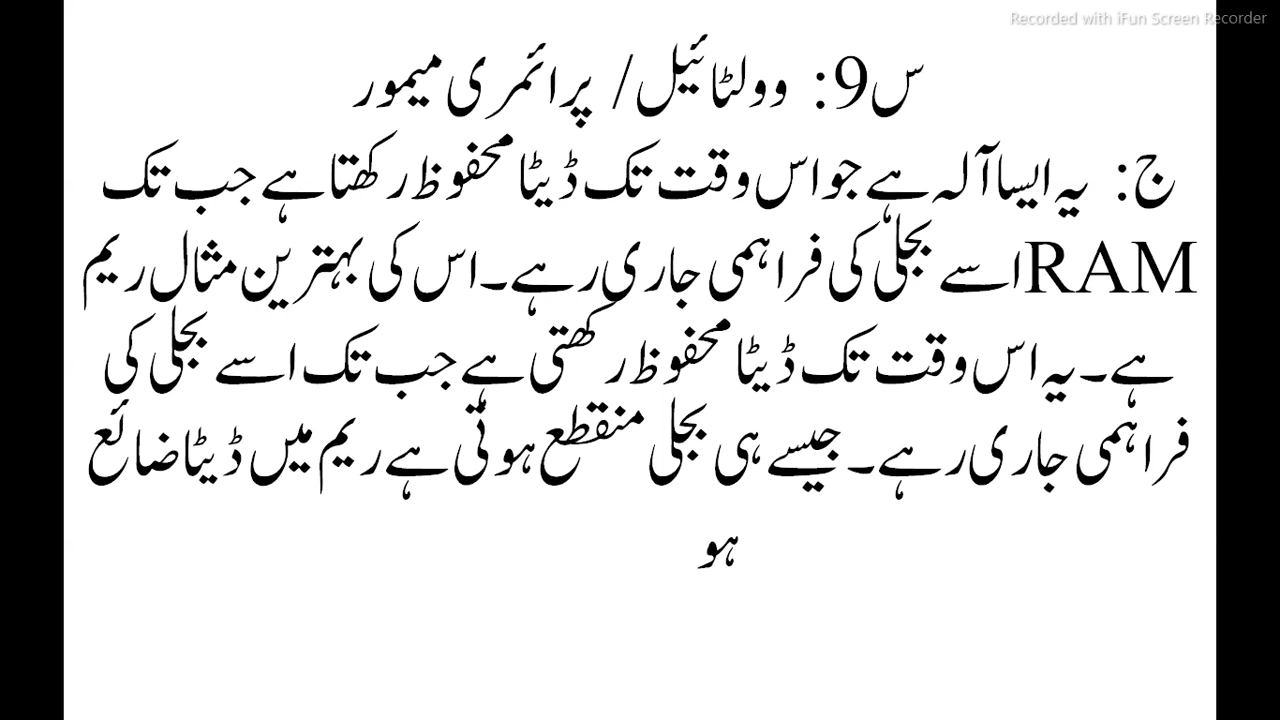 Recorded with iFun Screen Recorder
س9: وولٹائیل/ پرائمری میمور
ج: یہ ایسا آلہ ہے جو اس وقت تک ڈیٹا محفوظ رکھتا ہے جب تک
RAMاسے بجلی کی فراہمی جاری رہے۔اس کی بہترین مثال ریم
ہے۔یہ اس وقت تک ڈیٹا محفوظ رکھتی ہے جب تک اسے بجلی کی
فراہمی جاری رہے۔ جیسے ہی بجلی منقطع ہوتی ہے ریم میں ڈیٹا ضائع
ہو